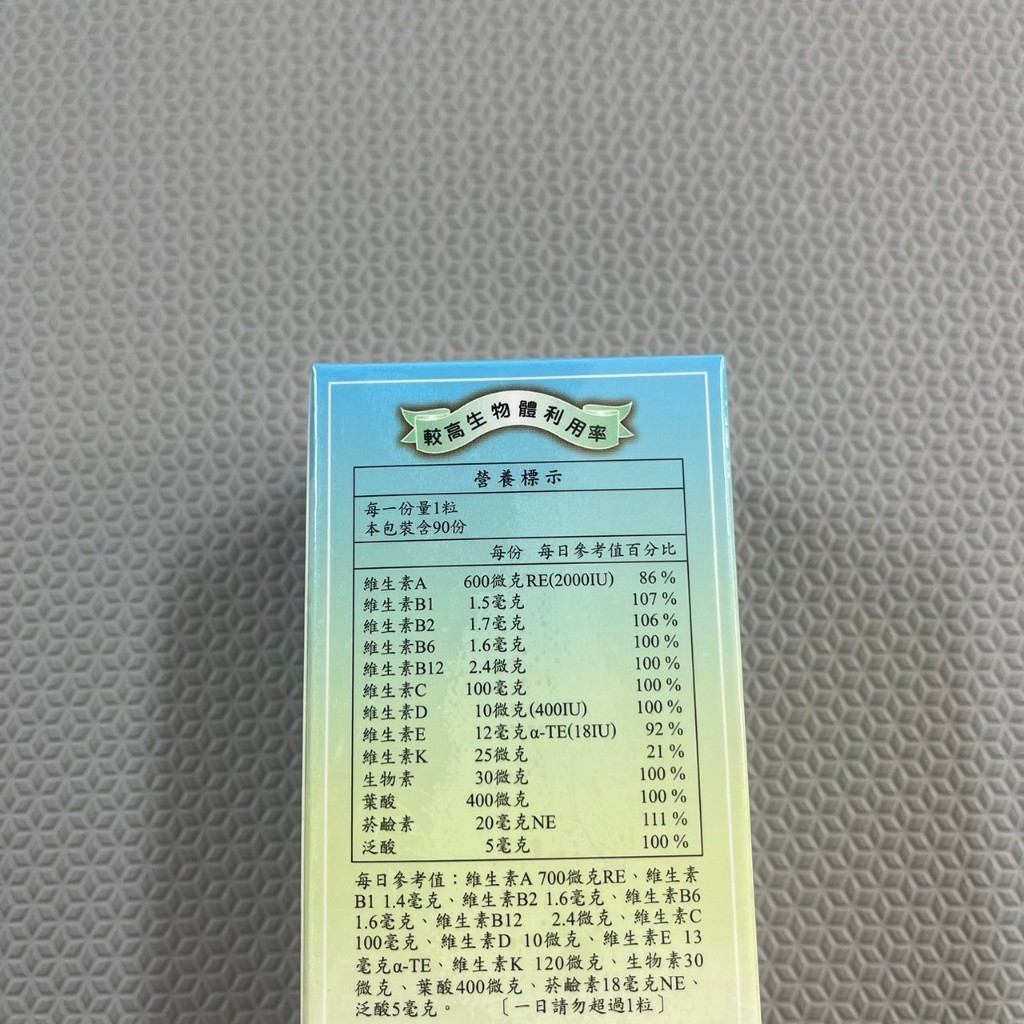 較高生物體利用率
營養標示
每一份量1粒
本包裝含90份
每份 每日參考值百分比
維生素A 600微克RE(2000IU) 86%
維生素B1 1.5毫克 107%
維生素B2 1.7毫克 106%
維生素B6 1.6毫克 100%
維生素B12 2.4微克 100%
維生素C 100毫克 100%
維生素D 10微克(400IU) 100%
維生素E 12毫克α-TE(18IU) 92%
維生素K 25微克 21%
生物素 30微克 100%
葉酸 400微克 100%
菸鹼素 20毫克NE 111%
泛酸 5毫克 100%
每日參考值：維生素A 700微克RE、維生素
B1 1.4毫克、維生素B2 1.6毫克、維生素B6
1.6毫克、維生素B12 2.4微克、維生素C
100毫克、維生素D 10微克、維生素E 13
毫克α-TE、維生素K 120微克、生物素30
微克、葉酸400微克、菸鹼素18毫克NE、
泛酸5毫克。 〔一日請勿超過1粒〕